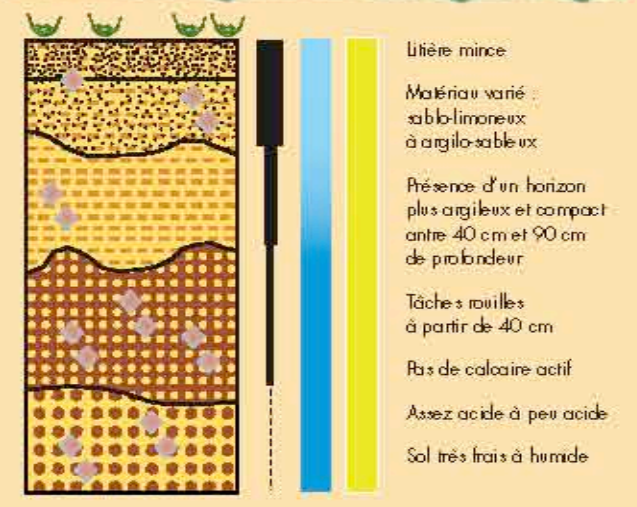 Litière mince
Matériau varié :
sablo-limoneux
à argilo-sableux
Présence d'un horizon
plus argileux et compact
antre 40 cm et 90 cm
de profondeur
Tâches rouilles
à partir de 40 cm
Pas de calcaire actif
Assez acide à peu acide
Sol trés frais à humide